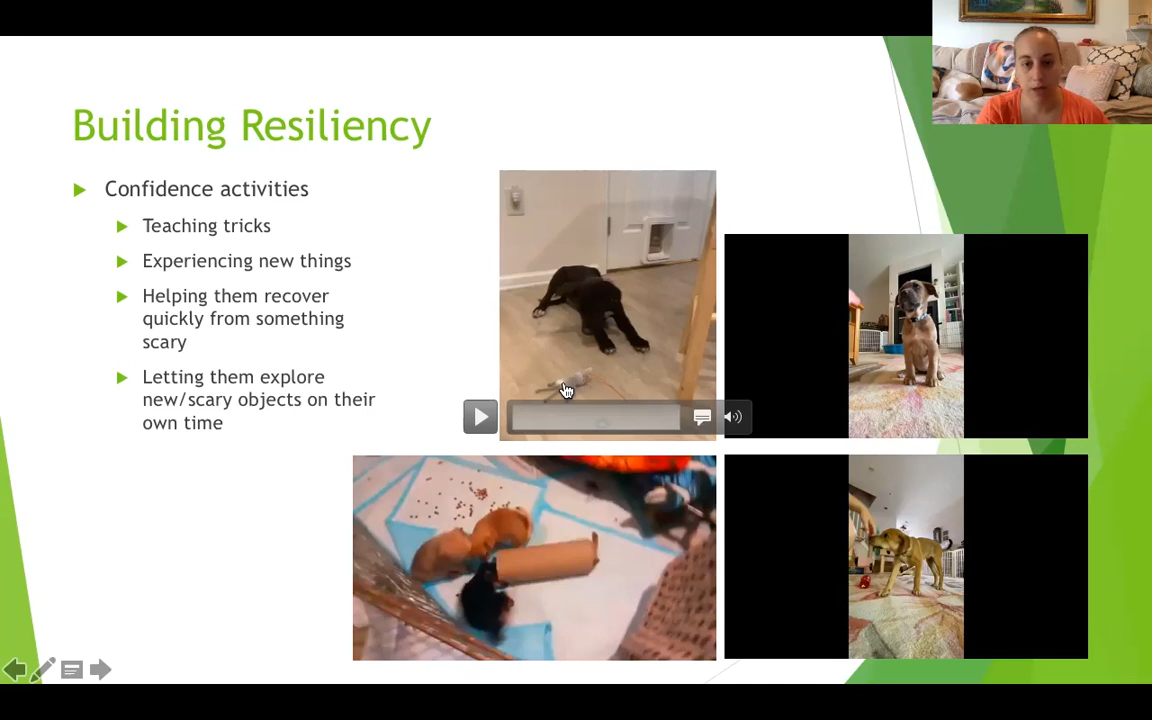 Building Resiliency
Confidence activities
Teaching tricks
Experiencing new things
Helping them recover
quickly from something
scary
Letting them explore
new/scary objects on their
own time